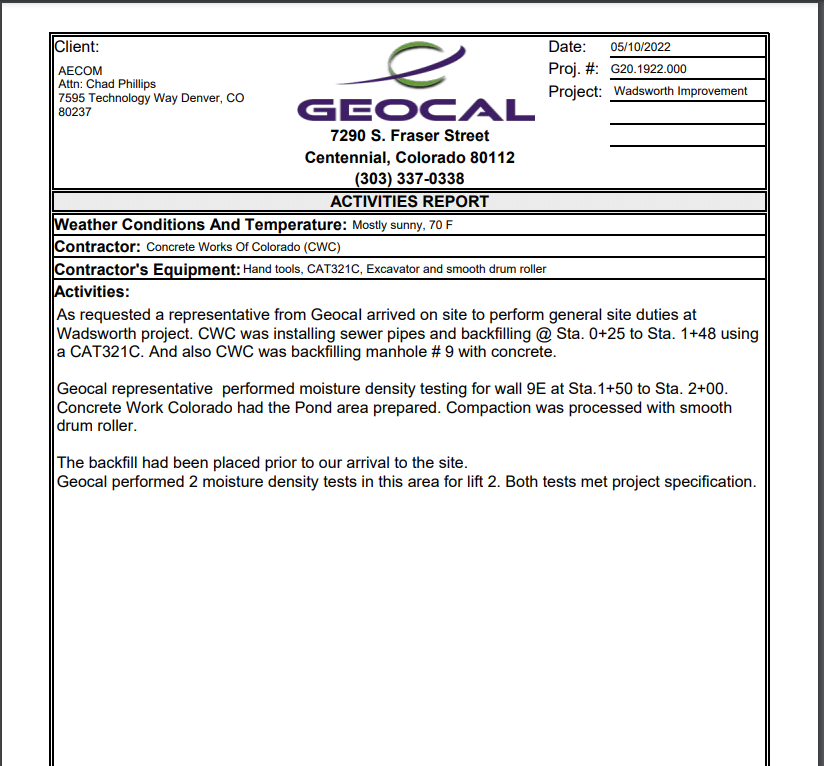 Client:
AECOM
Attn: Chad Phillips
7595 Technology Way Denver, CO
80237
GEOCAL
7290 S. Fraser Street
Centennial, Colorado 80112
(303) 337-0338
Date: 05/10/2022
Proj. #: G20.1922.000
Project: Wadsworth Improvement
ACTIVITIES REPORT
Weather Conditions And Temperature: Mostly sunny, 70 F
Contractor: Concrete Works Of Colorado (CWC)
Contractor's Equipment: Hand tools, CAT321C, Excavator and smooth drum roller
Activities:
As requested a representative from Geocal arrived on site to perform general site duties at
Wadsworth project. CWC was installing sewer pipes and backfilling @ Sta. 0+25 to Sta. 1+48 using
a CAT321C. And also CWC was backfilling manhole # 9 with concrete.
Geocal representative  performed moisture density testing for wall 9E at Sta.1+50 to Sta. 2+00.
Concrete Work Colorado had the Pond area prepared. Compaction was processed with smooth
drum roller.
The backfill had been placed prior to our arrival to the site.
Geocal performed 2 moisture density tests in this area for lift 2. Both tests met project specification.